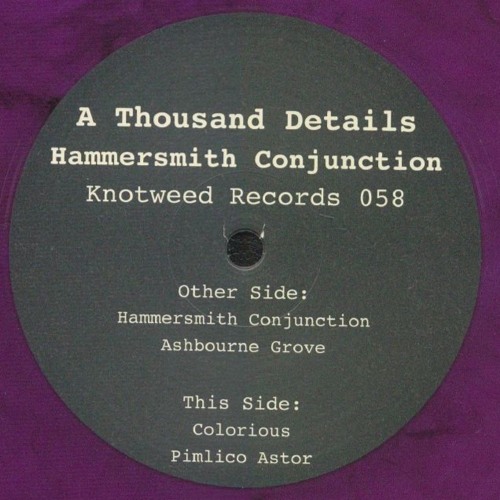 A Thousand Details
Hammersmith Conjunction
Knotweed Records 058
Other Side:
Hammersmith Conjunction
Ashbourne Grove
This Side:
Colorious
Pimlico Astor